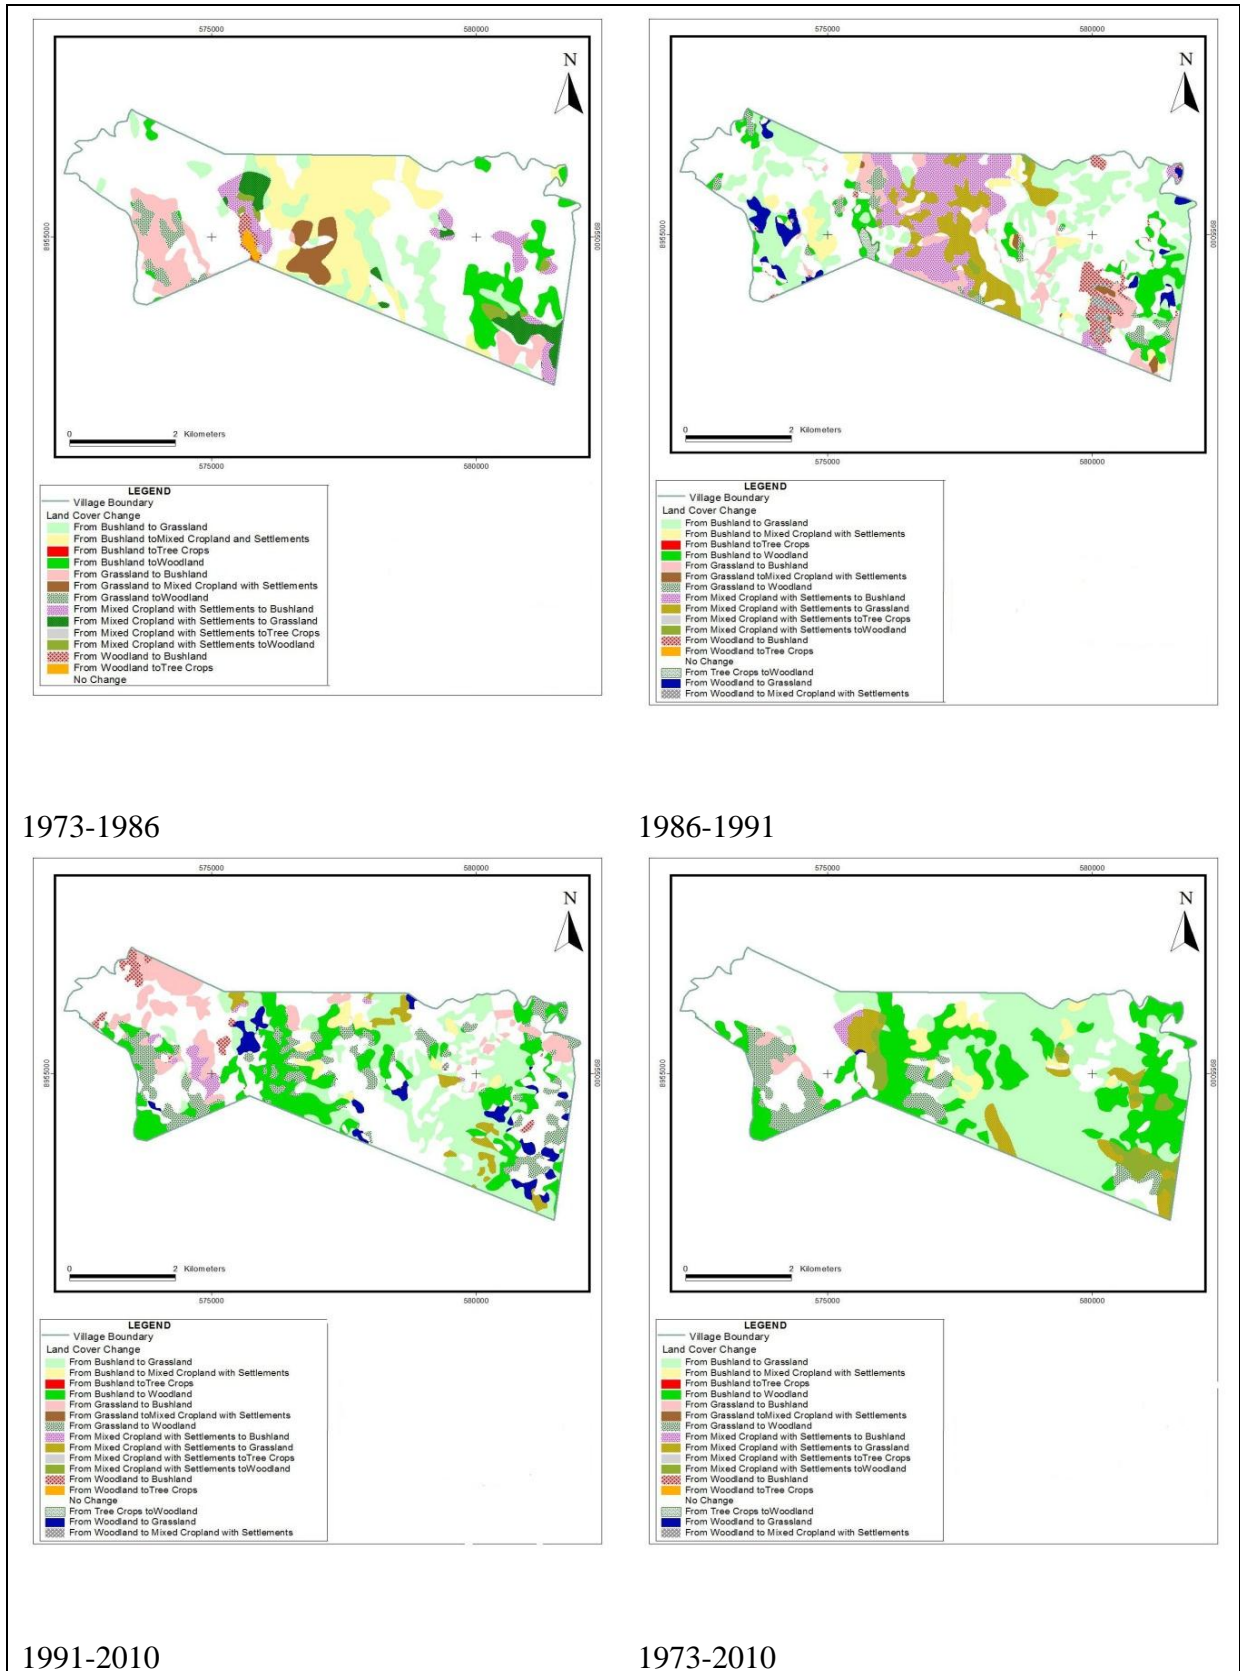 575000
580000
N
8955000
8955000
0 2 Kilometers
575000
580000
LEGEND
Village Boundary
Land Cover Change
From Bushland to Grassland
From Bushland toMixed Cropland and Settlements
From Bushland toTree Crops
From Bushland toWoodland
From Grassland to Bushland
From Grassland to Mixed Cropland with Settlements
From Grassland toWoodland
From Mixed Cropland with Settlements to Bushland
From Mixed Cropland with Settlements to Grassland
From Mixed Cropland with Settlements toTree Crops
From Mixed Cropland with Settlements toWoodland
From Woodland to Bushland
From Woodland toTree Crops
No Change
1973-1986
575000
580000
N
8955000
8955000
0 2 Kilometers
575000
580000
LEGEND
Village Boundary
Land Cover Change
From Bushland to Grassland
From Bushland to Mixed Cropland with Settlements
From Bushland toTree Crops
From Bushland to Woodland
From Grassland to Bushland
From Grassland toMixed Cropland with Settlements
From Grassland to Woodland
From Mixed Cropland with Settlements to Bushland
From Mixed Cropland with Settlements to Grassland
From Mixed Cropland with Settlements to Tree Crops
From Mixed Cropland with Settlements toWoodland
From Woodland to Bushland
From Woodland toTree Crops
No Change
From Tree Crops toWoodland
From Woodland to Grassland
From Woodland to Mixed Cropland with Settlements
1986-1991
575000
580000
N
8955000
8955000
0 2 Kilometers
575000
580000
LEGEND
Village Boundary
Land Cover Change
From Bushland to Grassland
From Bushland to Mixed Cropland with Settlements
From Bushland toTree Crops
From Bushland to Woodland
From Grassland to Bushland
From Grassland toMixed Cropland with Settlements
From Grassland to Woodland
From Mixed Cropland with Settlements to Bushland
From Mixed Cropland with Settlements to Grassland
From Mixed Cropland with Settlements toTree Crops
From Mixed Cropland with Settlements toWoodland
From Woodland to Bushland
From Woodland toTree Crops
No Change
From Tree Crops toWoodland
From Woodland to Grassland
From Woodland to Mixed Cropland with Settlements
1991-2010
575000
580000
N
8955000
8955000
0 2 Kilometers
575000
580000
LEGEND
Village Boundary
Land Cover Change
From Bushland to Grassland
From Bushland to Mixed Cropland with Settlements
From Bushland to Tree Crops
From Bushland to Woodland
From Grassland to Bushland
From Grassland toMixed Cropland with Settlements
From Grassland to Woodland
From Mixed Cropland with Settlements to Bushland
From Mixed Cropland with Settlements to Grassland
From Mixed Cropland with Settlements toTree Crops
From Mixed Cropland with Settlements toWoodland
From Woodland to Bushland
From Woodland toTree Crops
No Change
From Tree Crops toWoodland
From Woodland to Grassland
From Woodland to Mixed Cropland with Settlements
1973-2010